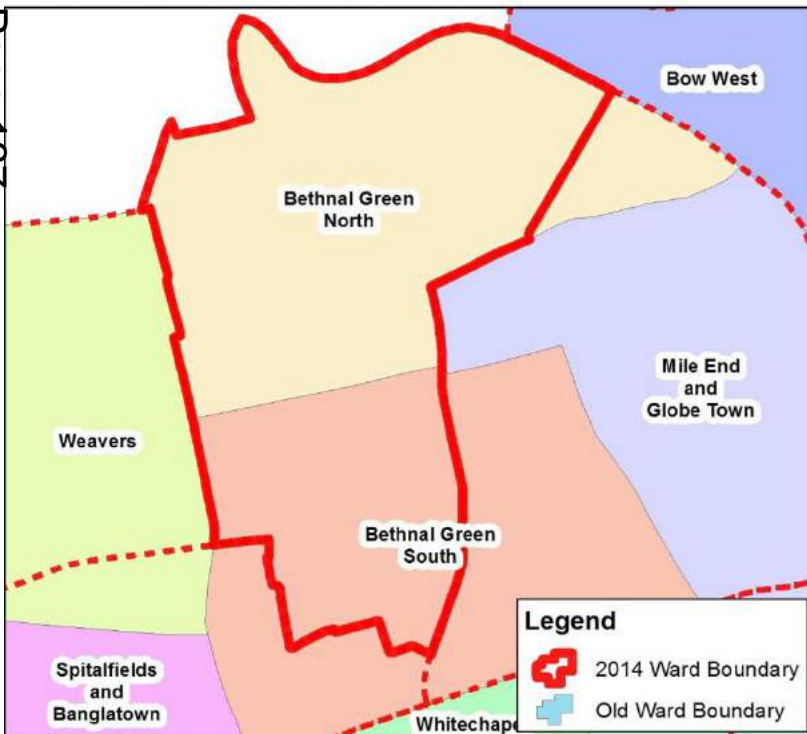 Bow West
Bethnal Green
North
Mile End
and
Globe Town
Weavers
Bethnal Green
South
Spitalfields
and
Banglatown
Whitechape
Legend
2014 Ward Boundary
Old Ward Boundary